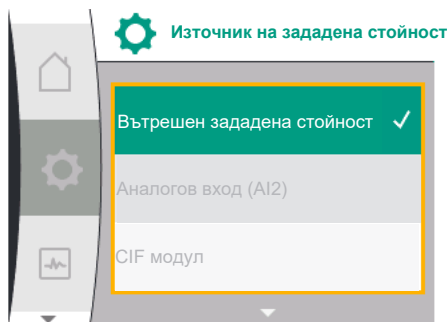 Източник на зададена стойност
Вътрешен зададена стойност
Аналогов вход (AI2)
CIF модул